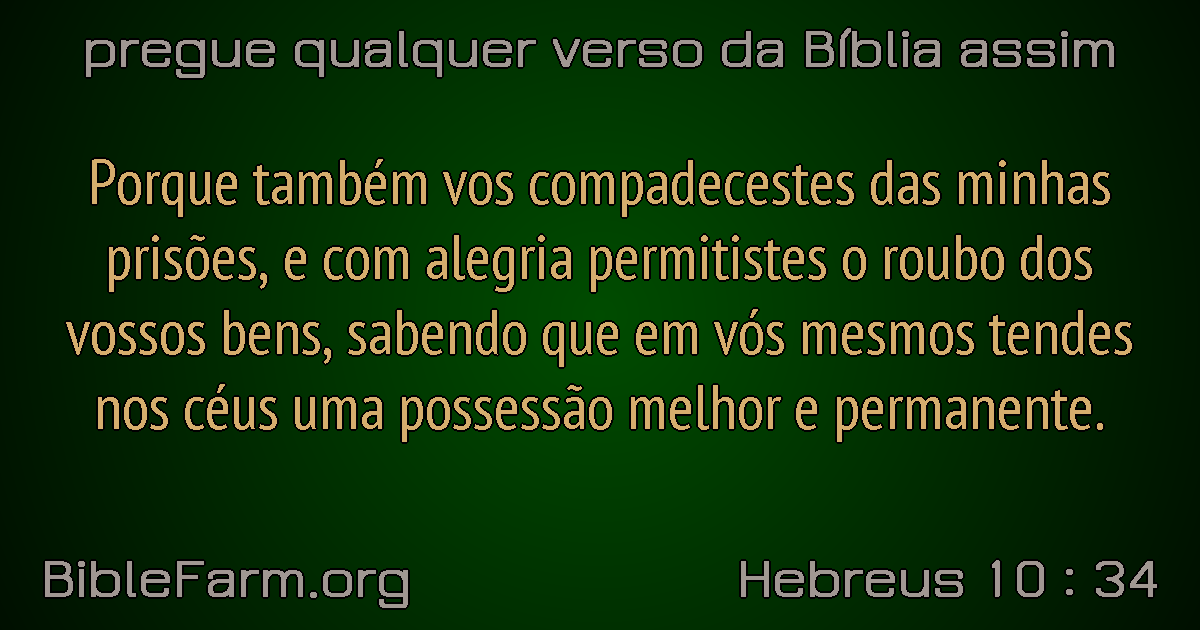 pregue qualquer verso da Bíblia assim
Porque também vos compadecestes das minhas
prisões, e com alegria permitistes o roubo dos
vossos bens, sabendo que em vós mesmos tendes
nos céus uma possessão melhor e permanente.
BibleFarm.org
Hebreus 10 : 34